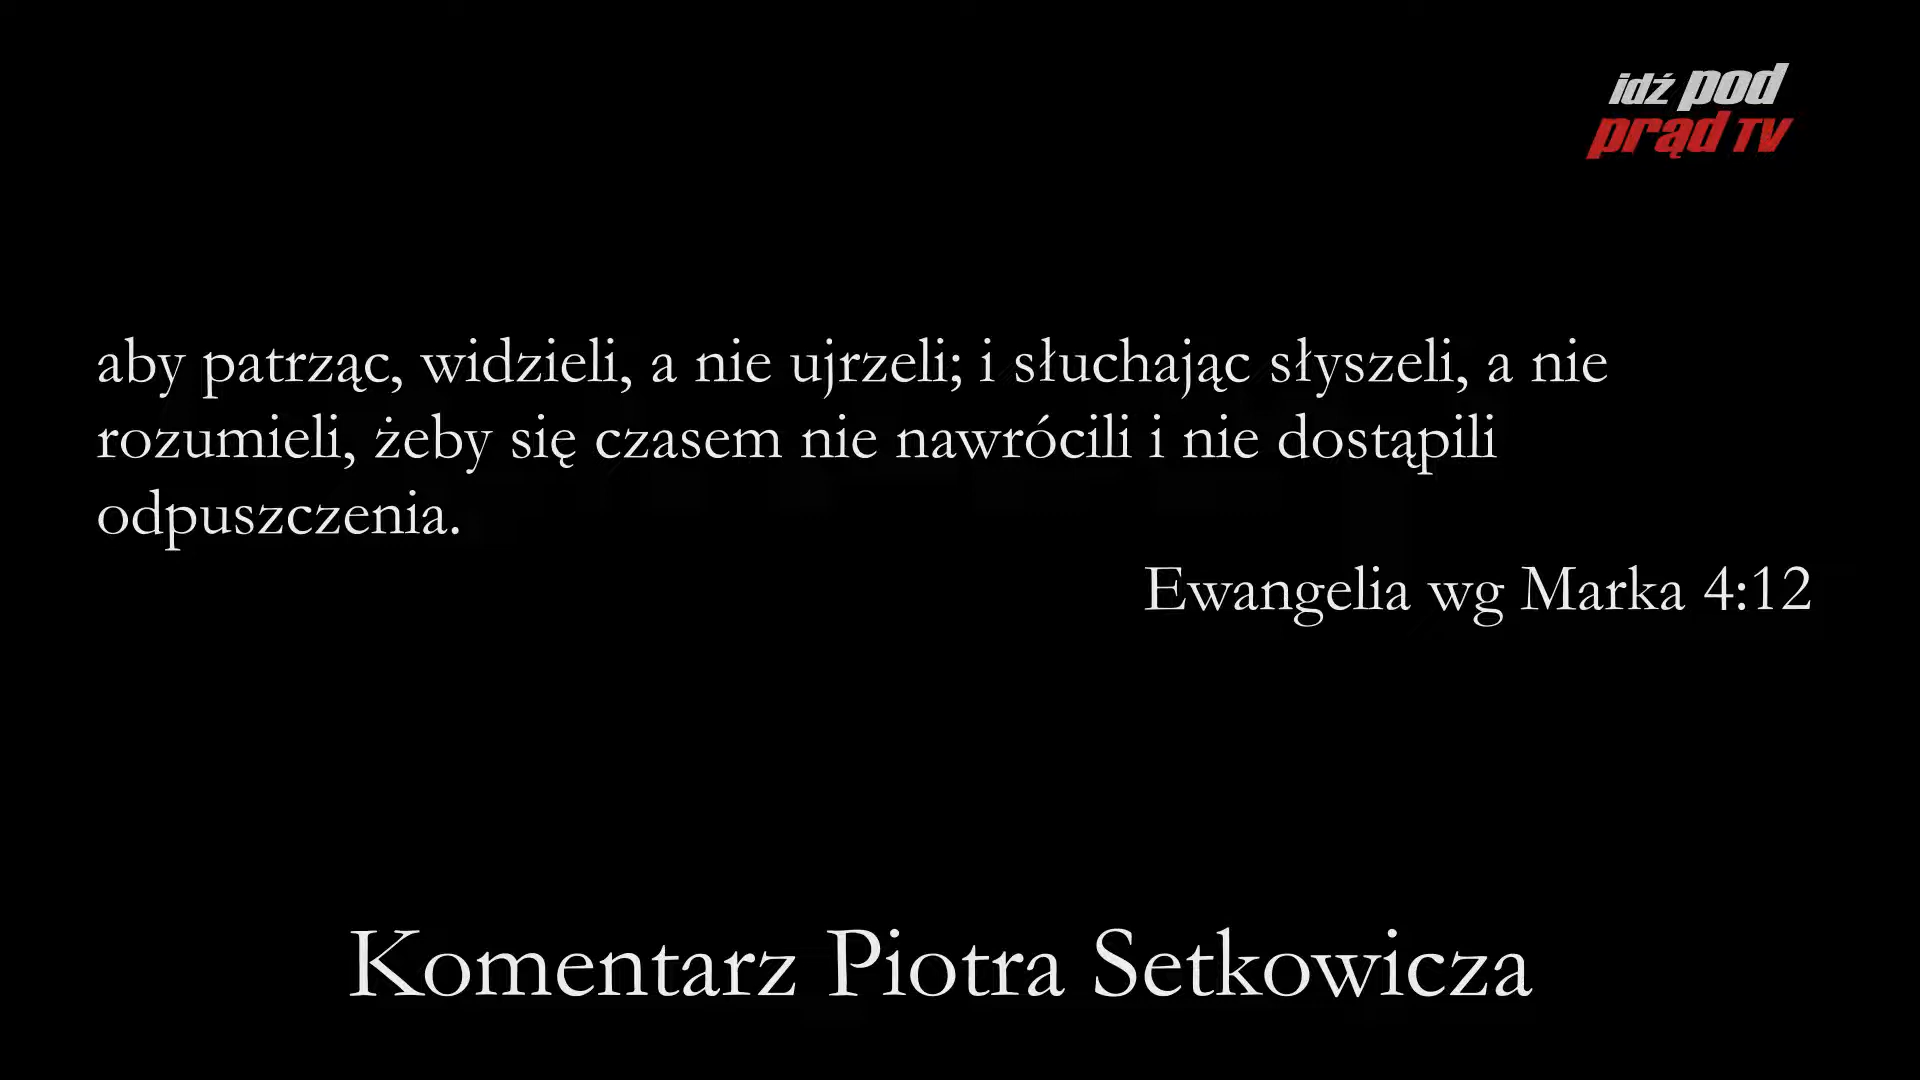 idź pod
prąd TV
aby patrząc, widzieli, a nie ujrzeli; i słuchając słyszeli, a nie
rozumieli, żeby się czasem nie nawrócili i nie dostąpili
odpuszczenia.
Ewangelia wg Marka 4:12
Komentarz Piotra Setkowicza